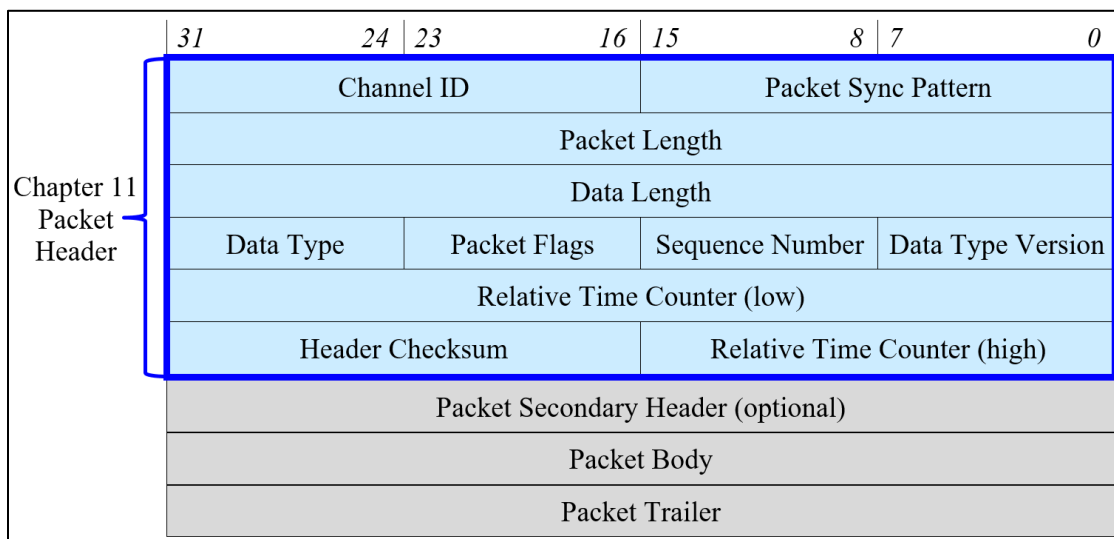 31 24 23 16 15 8 7 0
Channel ID Packet Sync Pattern
Packet Length
Data Length
Chapter 11
Packet
Header
Data Type Packet Flags Sequence Number Data Type Version
Relative Time Counter (low)
Header Checksum Relative Time Counter (high)
Packet Secondary Header (optional)
Packet Body
Packet Trailer